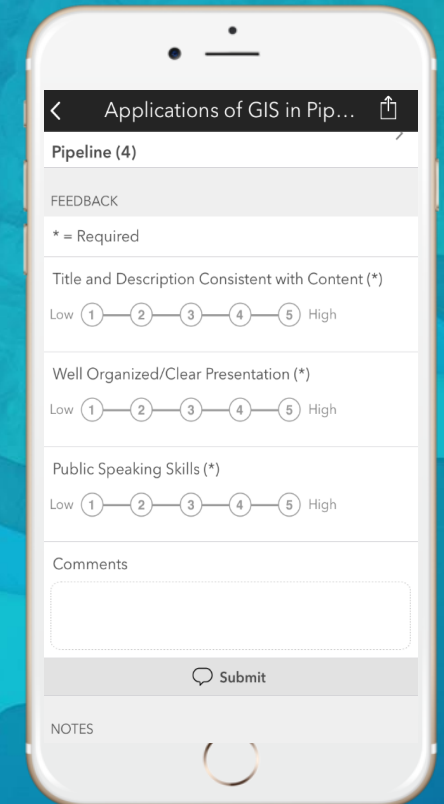 Applications of GIS in Pip...
Pipeline (4)
FEEDBACK
* = Required
Title and Description Consistent with Content (*)
Low 1 2 3 4 5 High
Well Organized/Clear Presentation (*)
Low 1 2 3 4 5 High
Public Speaking Skills (*)
Low 1 2 3 4 5 High
Comments
Submit
NOTES